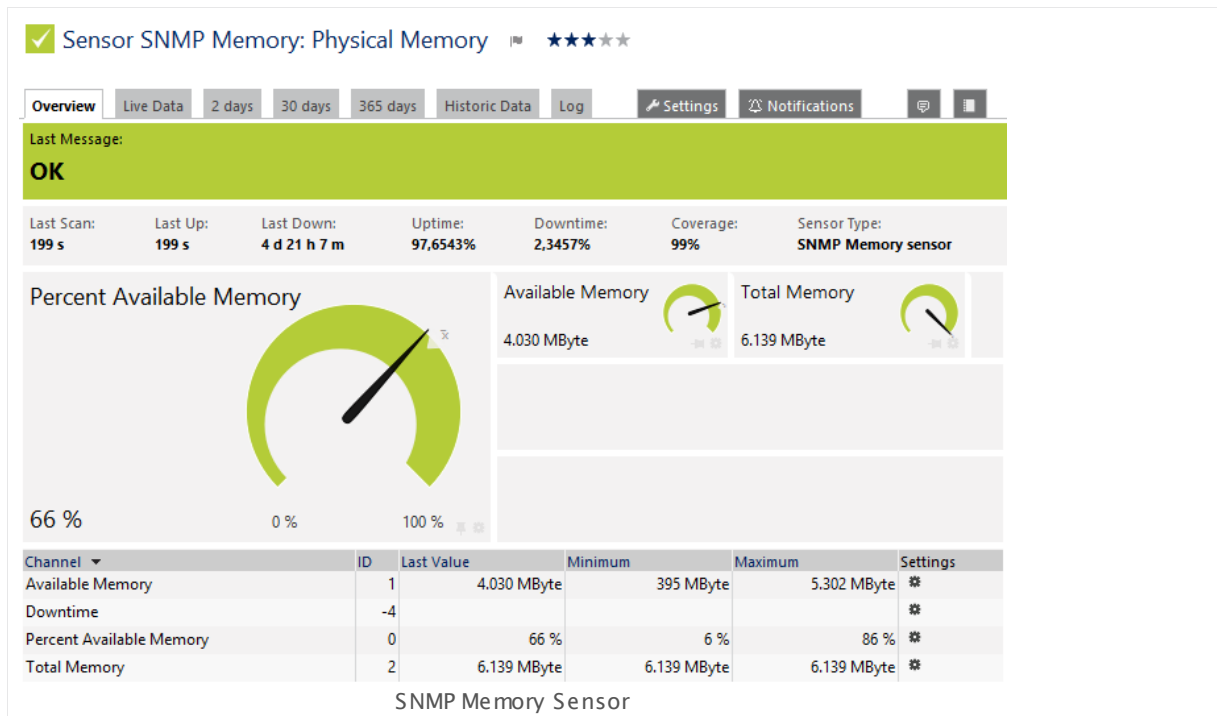 Sensor SNMP Memory: Physical Memory
Overview Live Data 2 days 30 days 365 days Historic Data Log Settings Notifications
Last Message:
OK
Last Scan: Last Up: Last Down: Uptime: Downtime: Coverage: Sensor Type:
199 s 199 s 4 d 21 h 7 m 97,6543% 2,3457% 99% SNMP Memory sensor
Percent Available Memory
66 %
0 % 100 %
Available Memory
4.030 MByte
Total Memory
6.139 MByte
Channel ID Last Value Minimum Maximum Settings
Available Memory 1 4.030 MByte 395 MByte 5.302 MByte
Downtime -4
Percent Available Memory 0 66 % 6 % 86 %
Total Memory 2 6.139 MByte 6.139 MByte 6.139 MByte
SNMP Memory Sensor